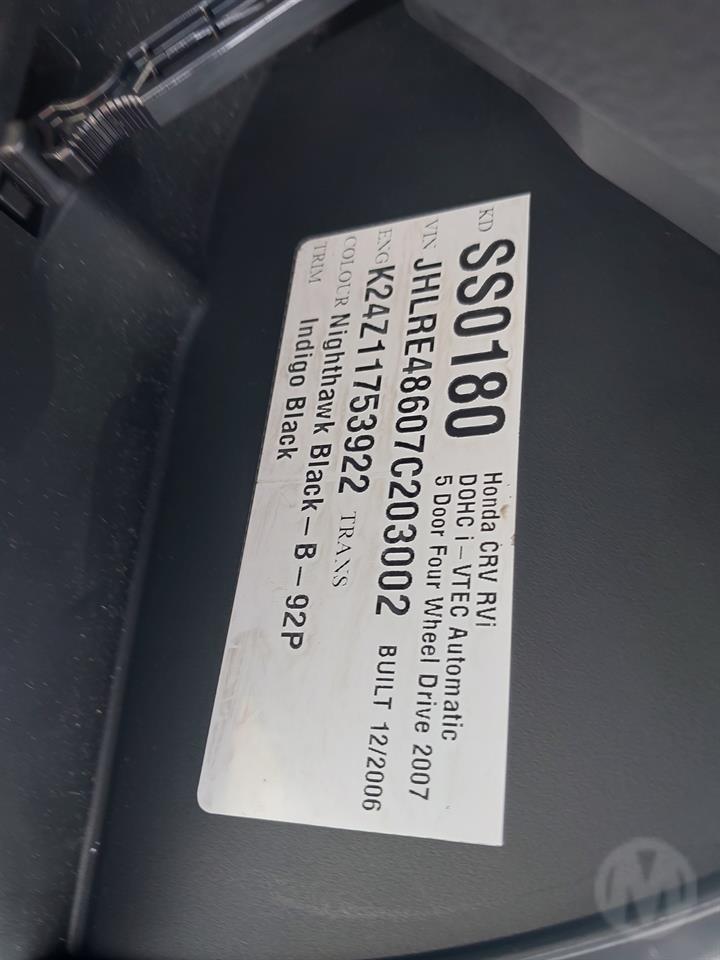 KD SS0180 Honda CRV RVi
DOHC i-VTEC Automatic
5 Door Four Wheel Drive 2007
VIN JHLRE48607C203002 BUILT 12/2006
ENG K24Z11753922 TRANS
COLOUR Nighthawk Black-B-92P
TRIM Indigo Black
M